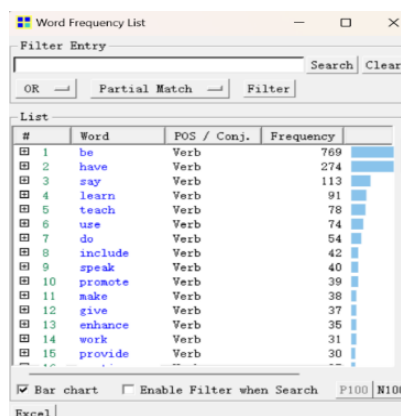 Word Frequency List
Filter Entry
Search Clear
OR Partial Match Filter
List
# Word POS / Conj. Frequency
1 be Verb 769
2 have Verb 274
3 say Verb 113
4 learn Verb 91
5 teach Verb 78
6 use Verb 74
7 do Verb 54
8 include Verb 42
9 speak Verb 40
10 promote Verb 39
11 make Verb 38
12 give Verb 37
13 enhance Verb 35
14 work Verb 31
15 provide Verb 30
Bar chart Enable Filter when Search P100 N100
Excel